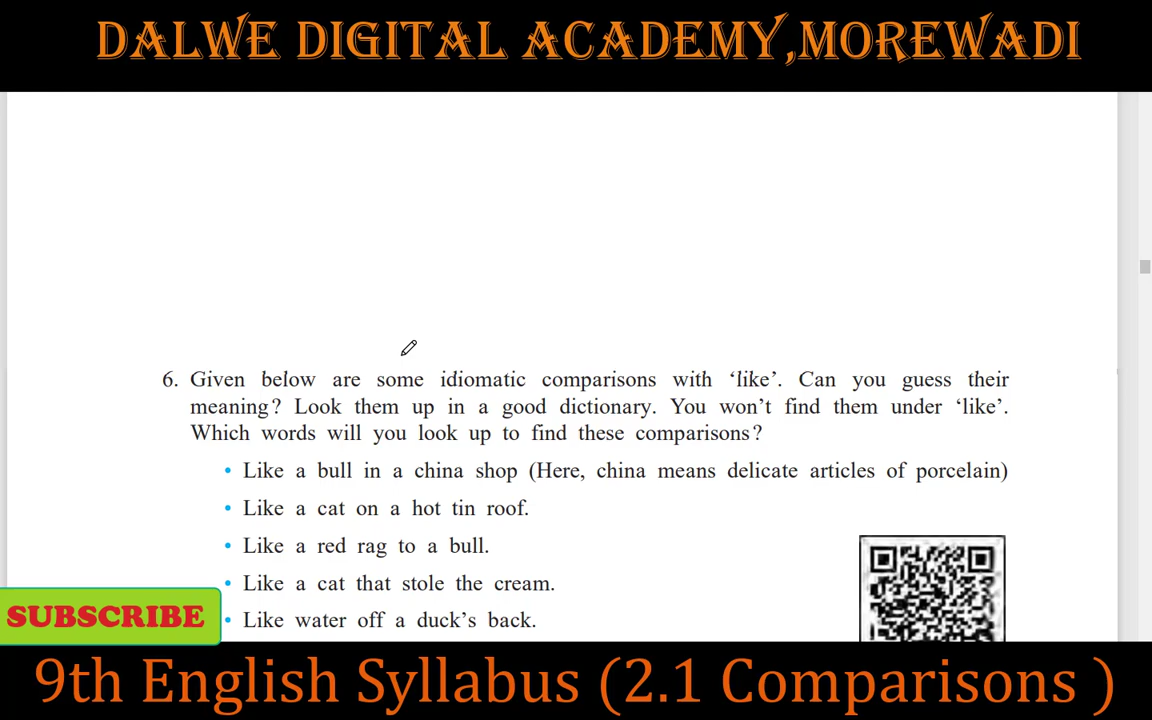 DALWE DIGITAL ACADEMY,MOREWADI
6. Given below are some idiomatic comparisons with ‘like’. Can you guess their
meaning? Look them up in a good dictionary. You won’t find them under ‘like’.
Which words will you look up to find these comparisons?
• Like a bull in a china shop (Here, china means delicate articles of porcelain)
• Like a cat on a hot tin roof.
• Like a red rag to a bull.
• Like a cat that stole the cream.
• Like water off a duck’s back.
SUBSCRIBE
9th English Syllabus (2.1 Comparisons )